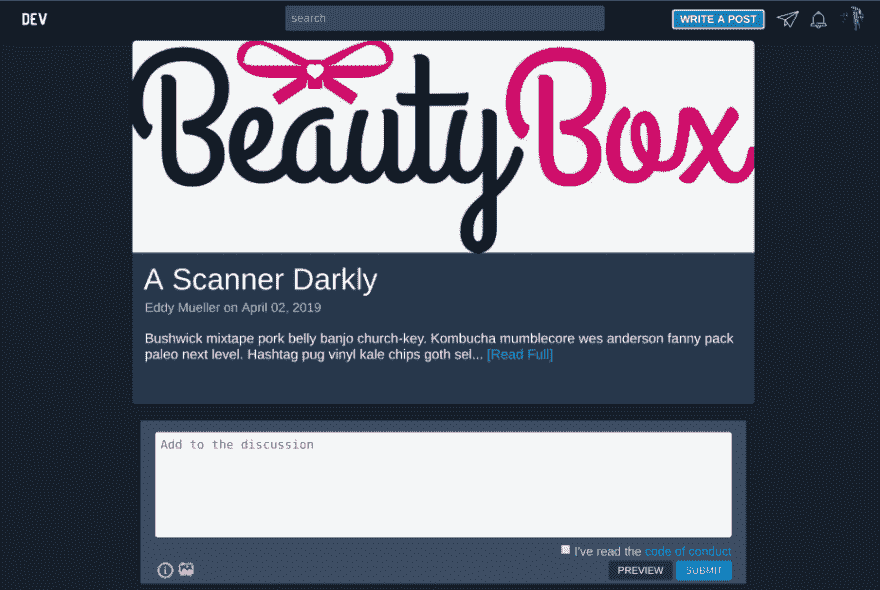 DEV
search
WRITE A POST
BeautyBox
A Scanner Darkly
Eddy Mueller on April 02, 2019
Bushwick mixtape pork belly banjo church-key. Kombucha mumblecore wes anderson fanny pack
paleo next level. Hashtag pug vinyl kale chips goth sel... [Read Full]
Add to the discussion
I've read the code of conduct
PREVIEW
SUBMIT